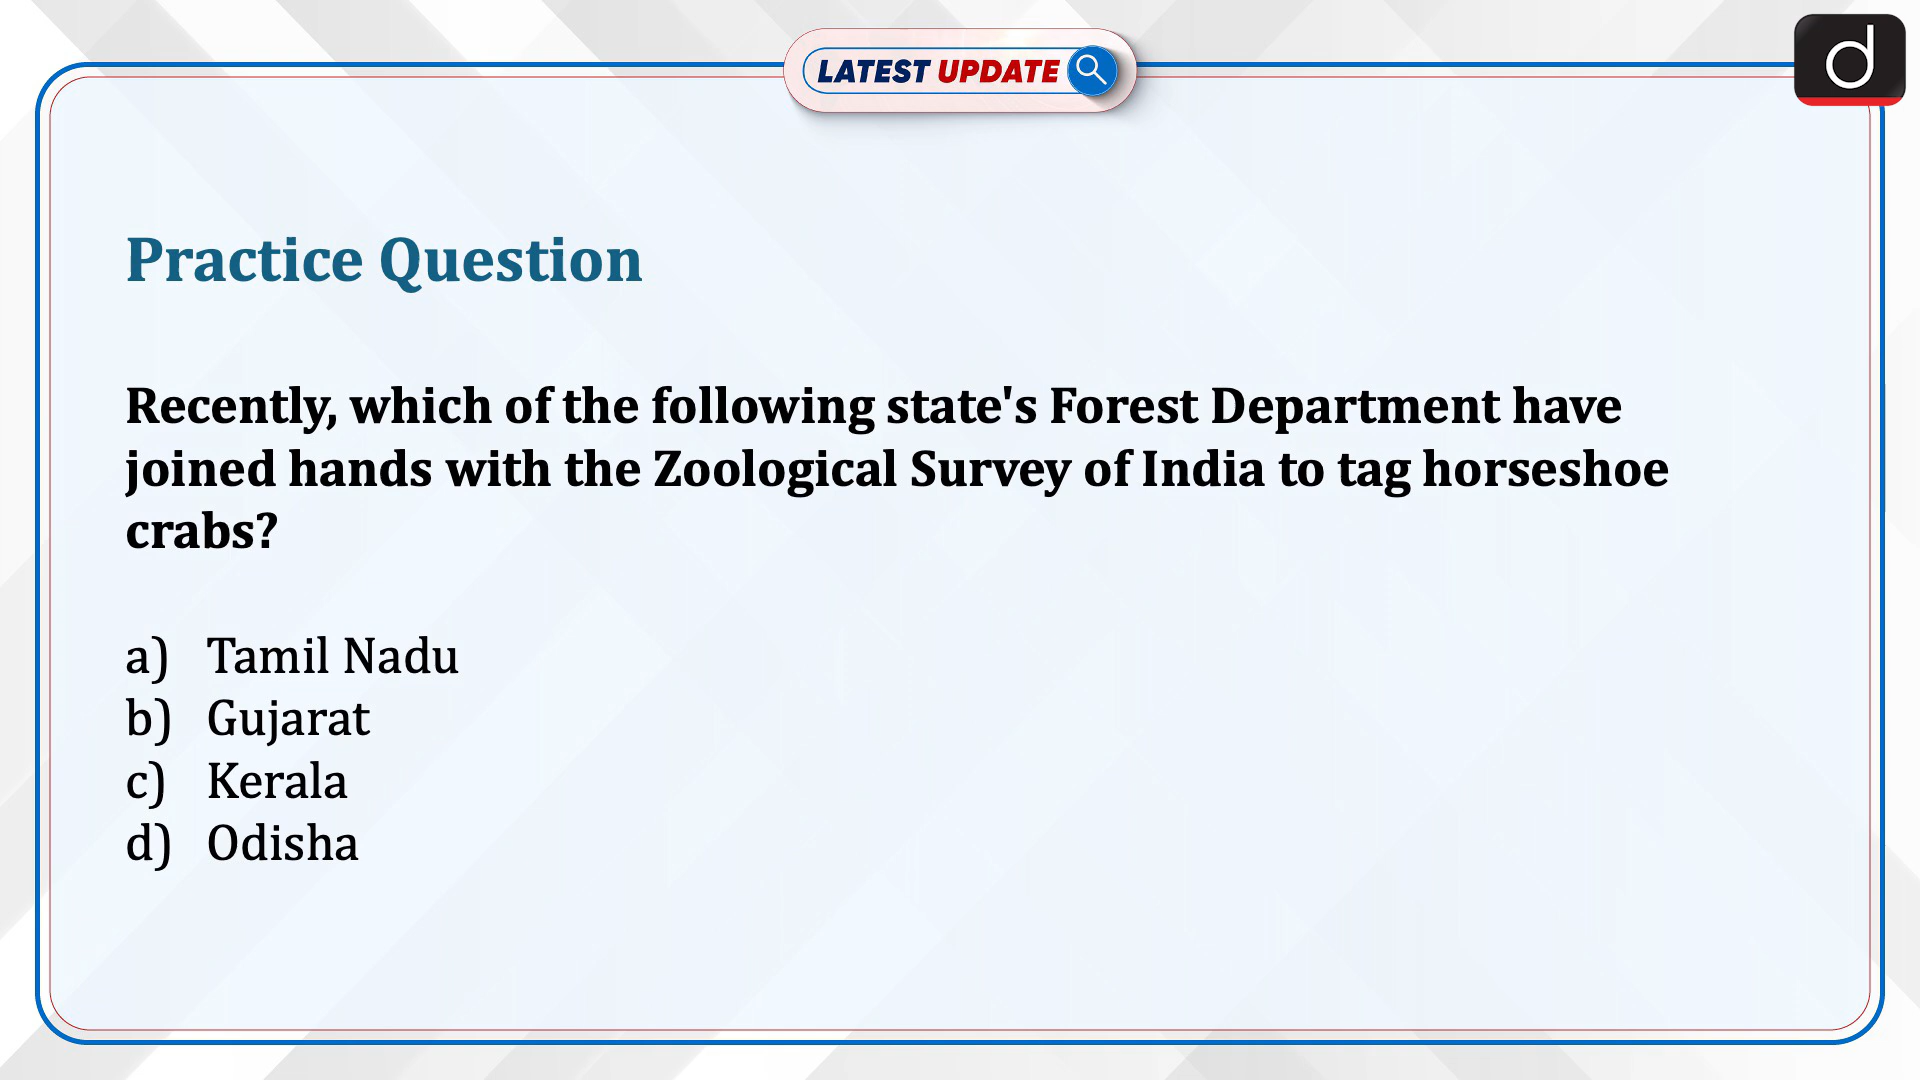 LATEST UPDATE
d
Practice Question
Recently, which of the following state's Forest Department have
joined hands with the Zoological Survey of India to tag horseshoe
crabs?
a) Tamil Nadu
b) Gujarat
c) Kerala
d) Odisha